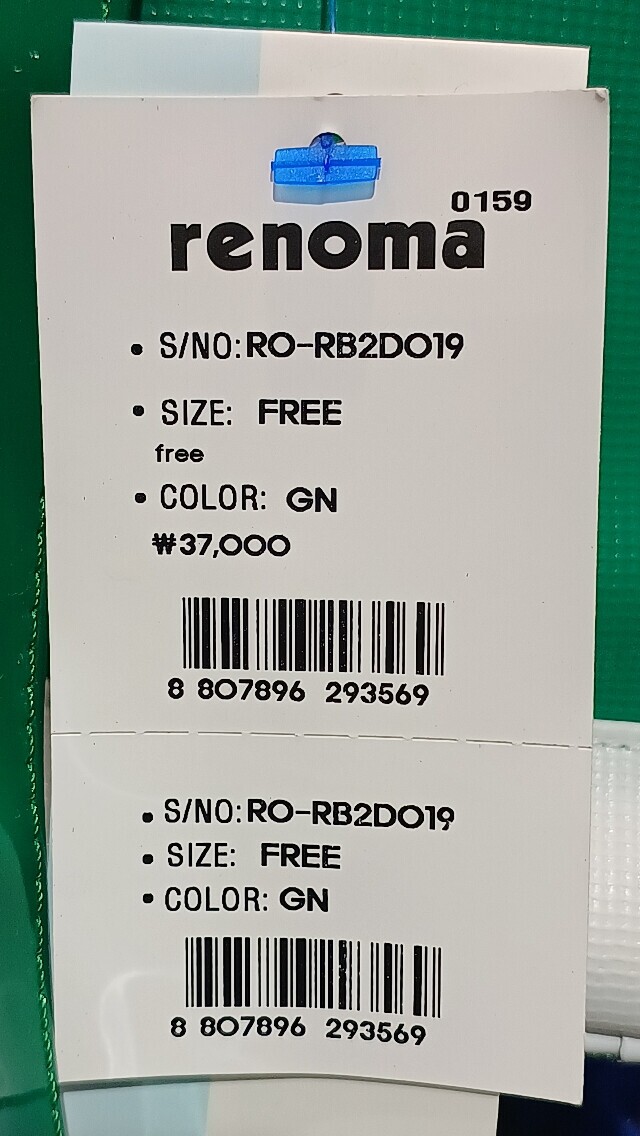 0159
renoma
• S/NO: RO-RB2DO19
• SIZE: FREE
free
• COLOR: GN
₩37,000
8 807896 293569
• S/NO: RO-RB2DO19
• SIZE: FREE
• COLOR: GN
8 807896 293569